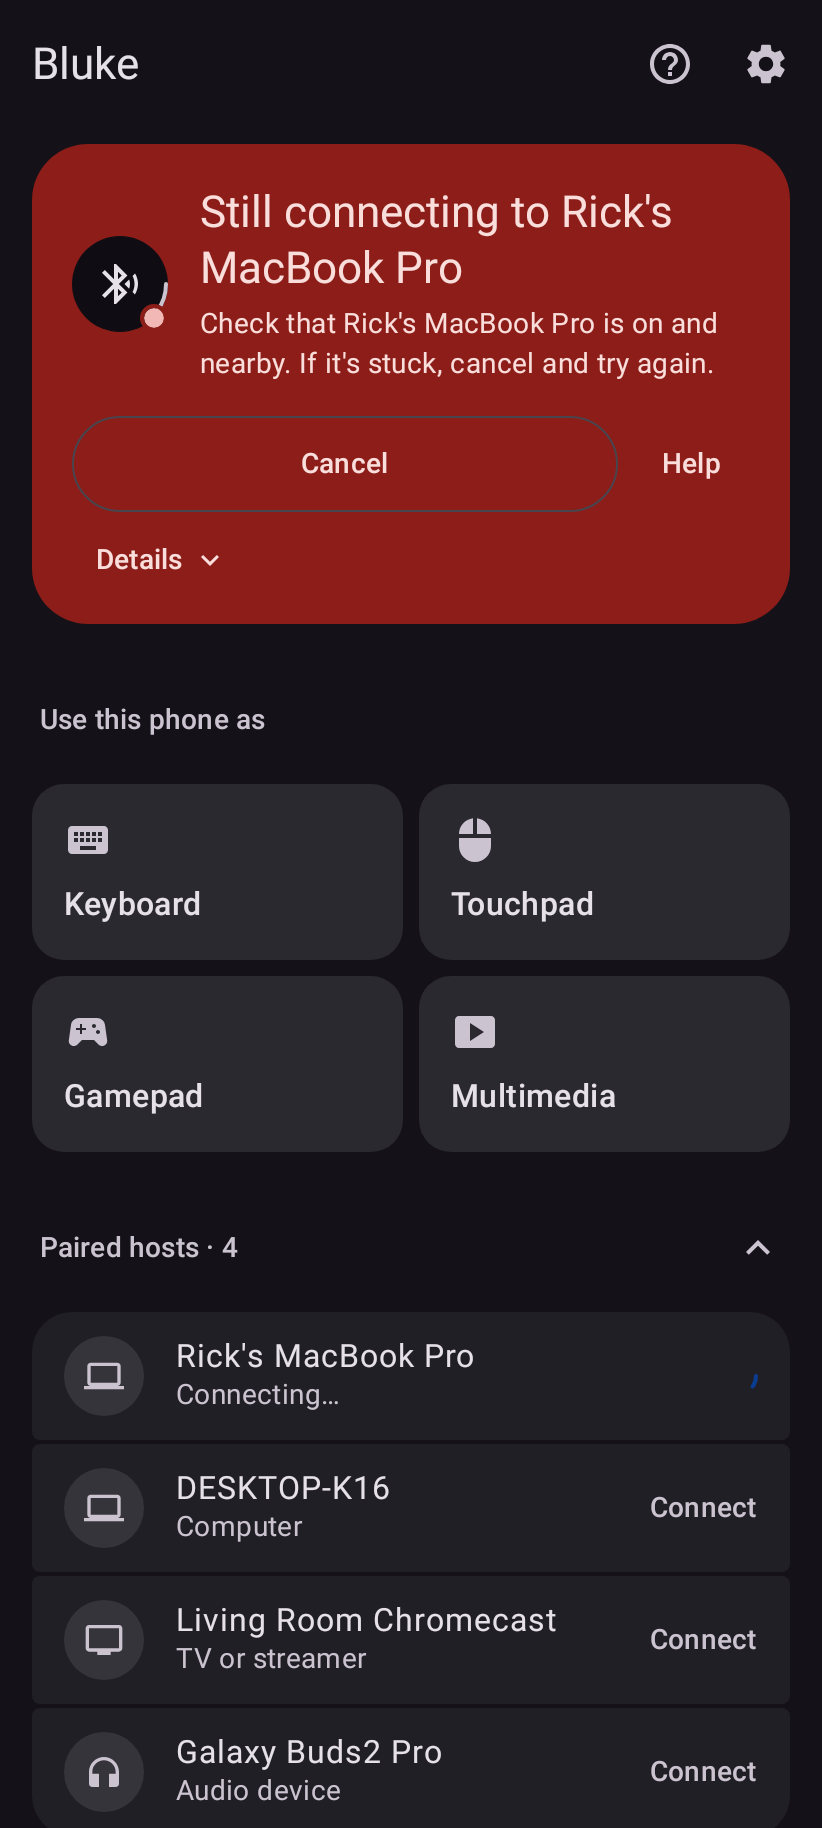 Bluke
Still connecting to Rick's
MacBook Pro
Check that Rick's MacBook Pro is on and
nearby. If it's stuck, cancel and try again.
Cancel
Help
Details
Use this phone as
Keyboard
Touchpad
Gamepad
Multimedia
Paired hosts · 4
Rick's MacBook Pro
Connecting…
DESKTOP-K16
Computer
Connect
Living Room Chromecast
TV or streamer
Connect
Galaxy Buds2 Pro
Audio device
Connect